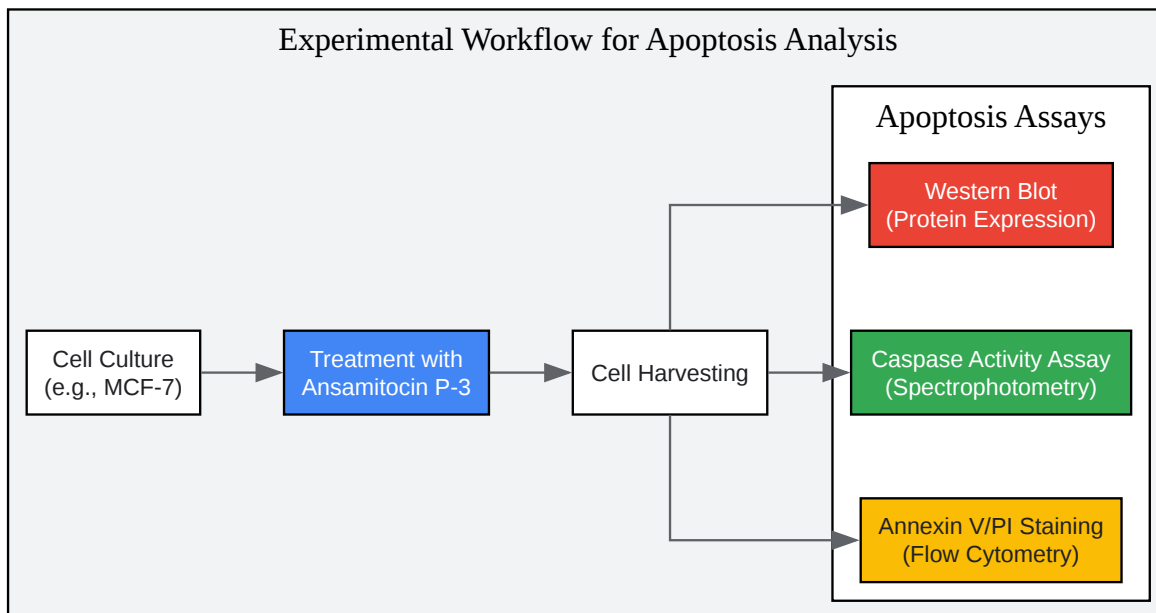 Experimental Workflow for Apoptosis Analysis
Apoptosis Assays
Western Blot
(Protein Expression)
Cell Culture
(e.g., MCF-7)
Treatment with
Ansamitocin P-3
Cell Harvesting
Caspase Activity Assay
(Spectrophotometry)
Annexin V/PI Staining
(Flow Cytometry)